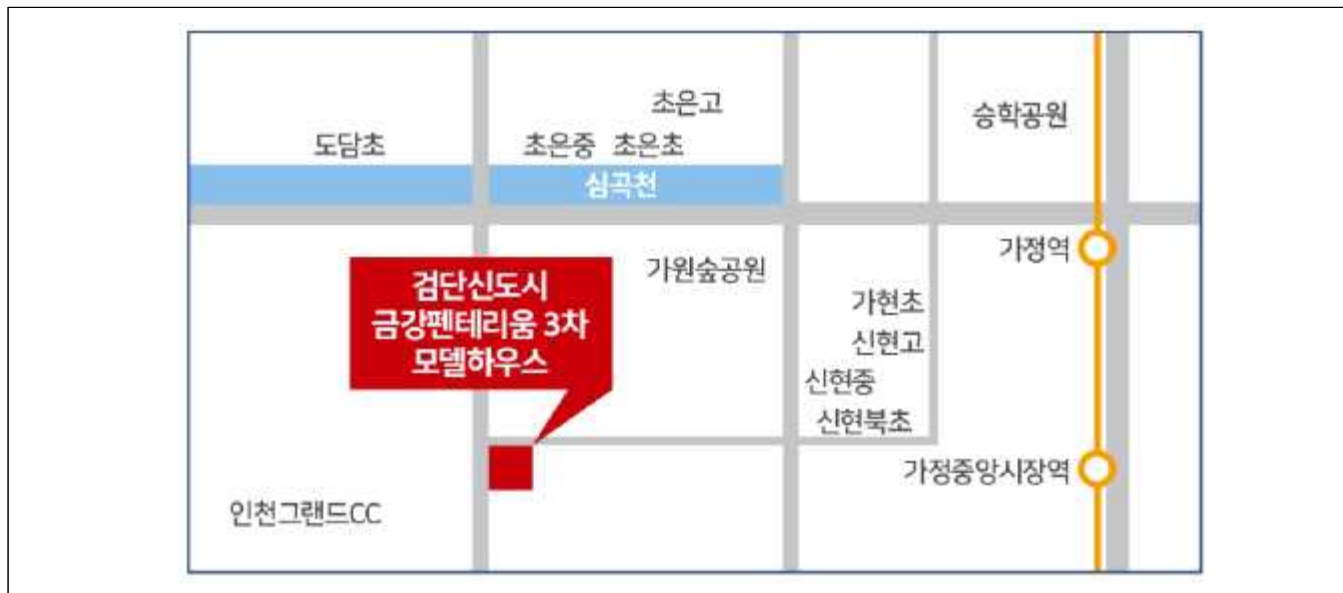 초은고
승학공원
도담초
초은중 초은초
심곡천
가정역
가원숲공원
검단신도시
금강펜테리움 3차
모델하우스
가현초
신현고
신현중
신현북초
가정중앙시장역
인천그랜드CC